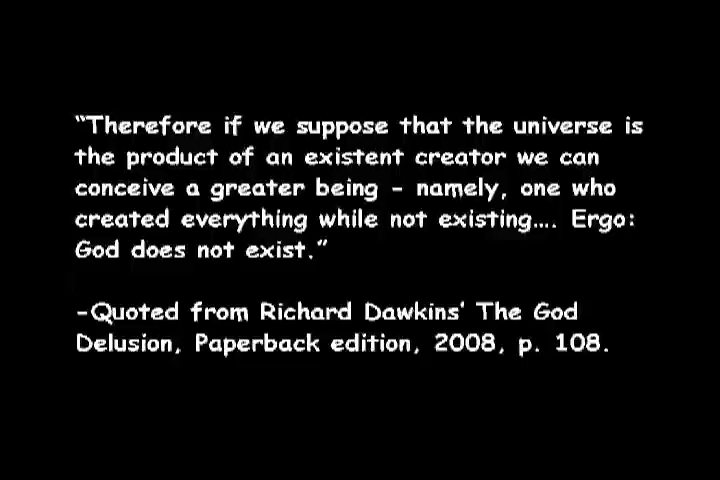 “Therefore if we suppose that the universe is
the product of an existent creator we can
conceive a greater being – namely, one who
created everything while not existing…. Ergo:
God does not exist.”
-Quoted from Richard Dawkins’ The God
Delusion, Paperback edition, 2008, p. 108.